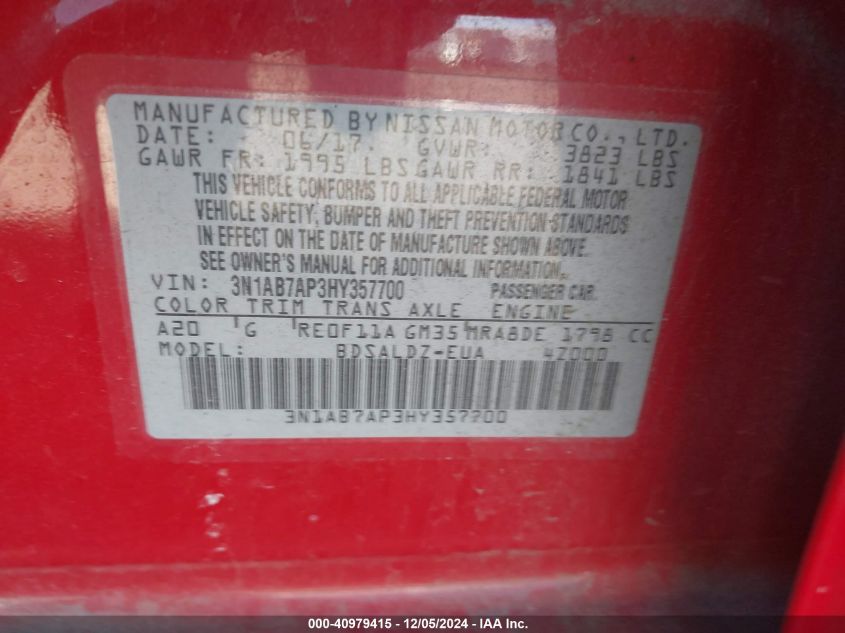 MANUFACTURED BY NISSAN MOTOR CO., LTD.
DATE: 06/17 GVWR: 3823 LBS
GAWR FR: 1995 LBS GAWR RR: 1841 LBS
THIS VEHICLE CONFORMS TO ALL APPLICABLE FEDERAL MOTOR
VEHICLE SAFETY, BUMPER AND THEFT PREVENTION STANDARDS
IN EFFECT ON THE DATE OF MANUFACTURE SHOWN ABOVE.
SEE OWNER'S MANUAL FOR ADDITIONAL INFORMATION.
VIN: 3N1AB7AP3HY357700 PASSENGER CAR
COLOR TRIM TRANS AXLE ENGINE
A20 G RE0F11A GM35 MRA8DE 1798 CC
MODEL: BDSALDZ-EUA 4Z000
3N1AB7AP3HY357700
000-40979415 - 12/05/2024 - IAA Inc.